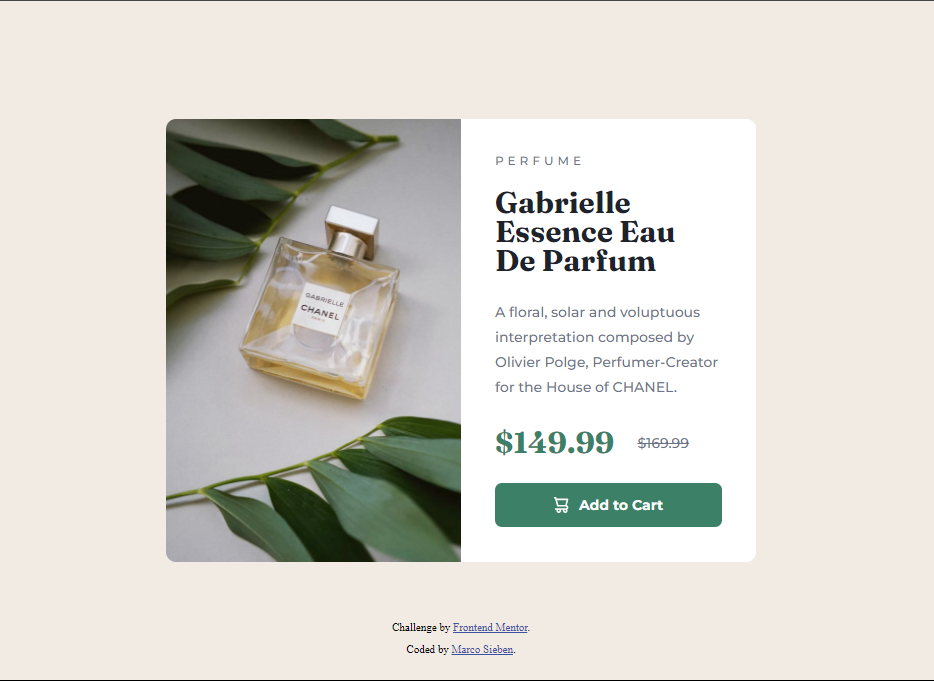 GABRIELLE
CHANEL
PARIS
PERFUME
Gabrielle
Essence Eau
De Parfum
A floral, solar and voluptuous
interpretation composed by
Olivier Polge, Perfumer-Creator
for the House of CHANEL.
$149.99 $169.99
Add to Cart
Challenge by Frontend Mentor.
Coded by Marco Sieben.